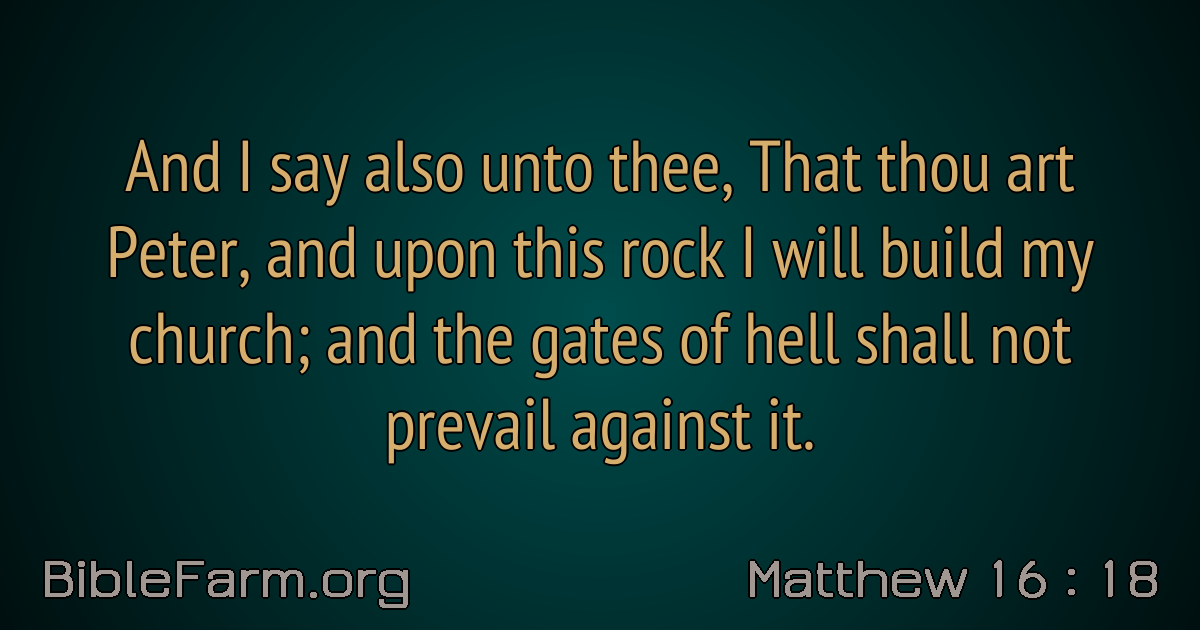 And I say also unto thee, That thou art
Peter, and upon this rock I will build my
church; and the gates of hell shall not
prevail against it.
BibleFarm.org
Matthew 16 : 18